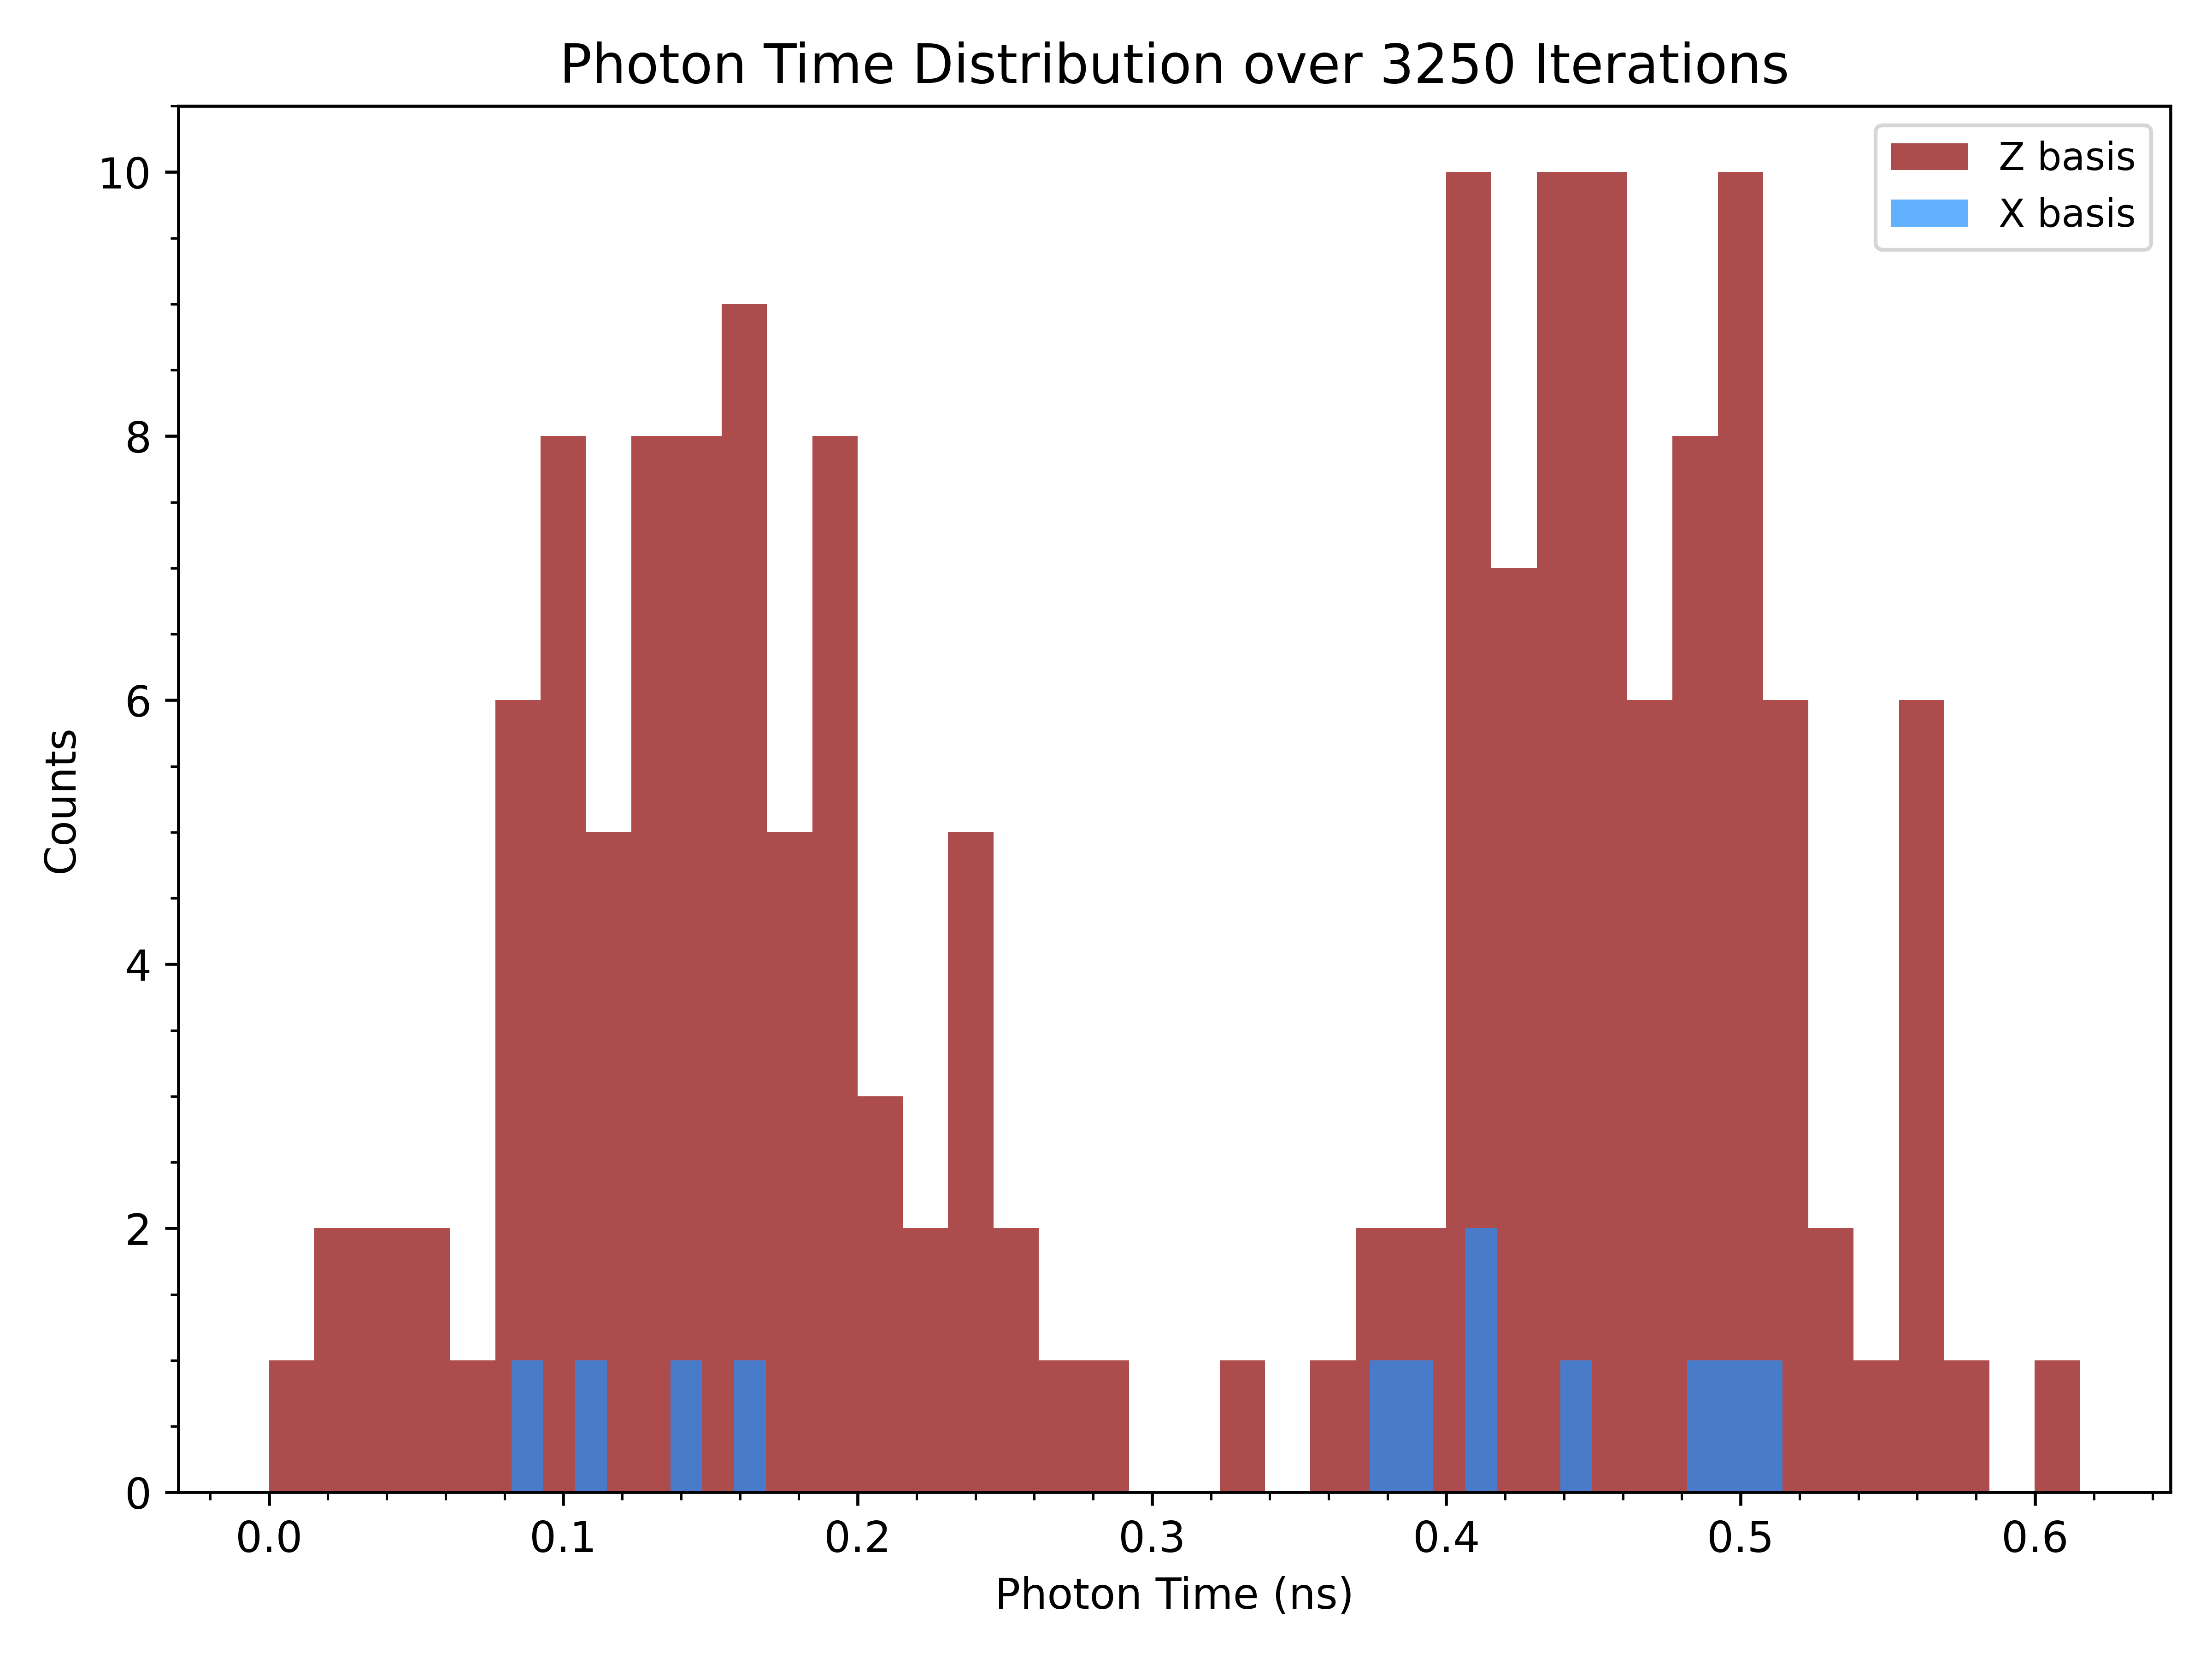 Photon Time Distribution over 3250 Iterations
Z basis
X basis
10
8
6
4
2
0
Counts
0.0 0.1 0.2 0.3 0.4 0.5 0.6
Photon Time (ns)